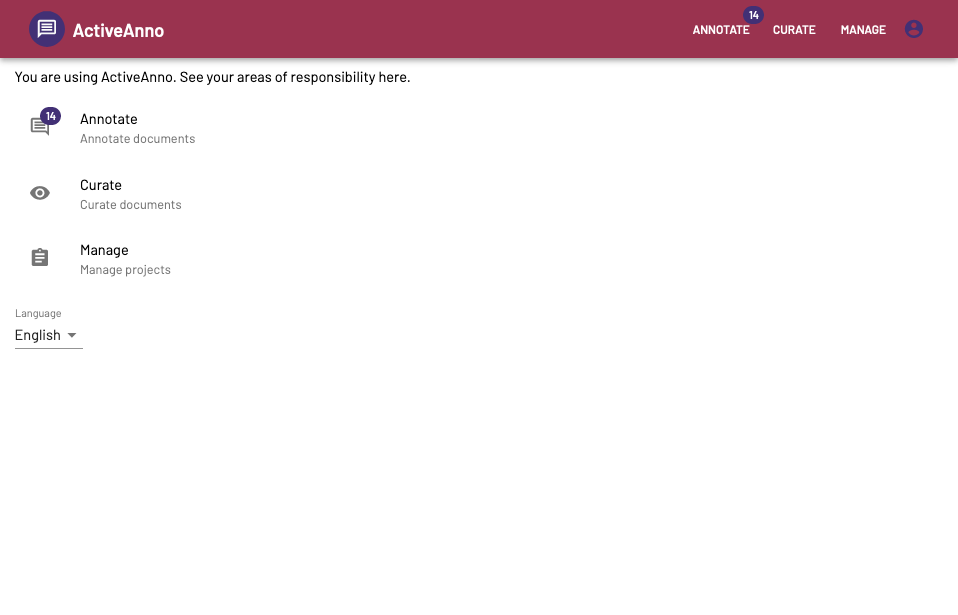 ActiveAnno
ANNOTATE 14 CURATE MANAGE
You are using ActiveAnno. See your areas of responsibility here.
14
Annotate
Annotate documents
Curate
Curate documents
Manage
Manage projects
Language
English